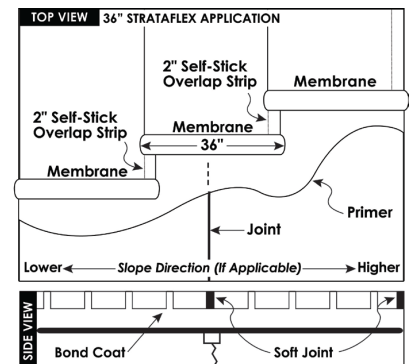 TOP VIEW 36" STRATAFLEX APPLICATION
2" Self-Stick
Overlap Strip
Membrane
2" Self-Stick
Overlap Strip
Membrane
36"
Membrane
Primer
Joint
Lower Slope Direction (If Applicable) Higher
SIDE VIEW
Bond Coat
Soft Joint